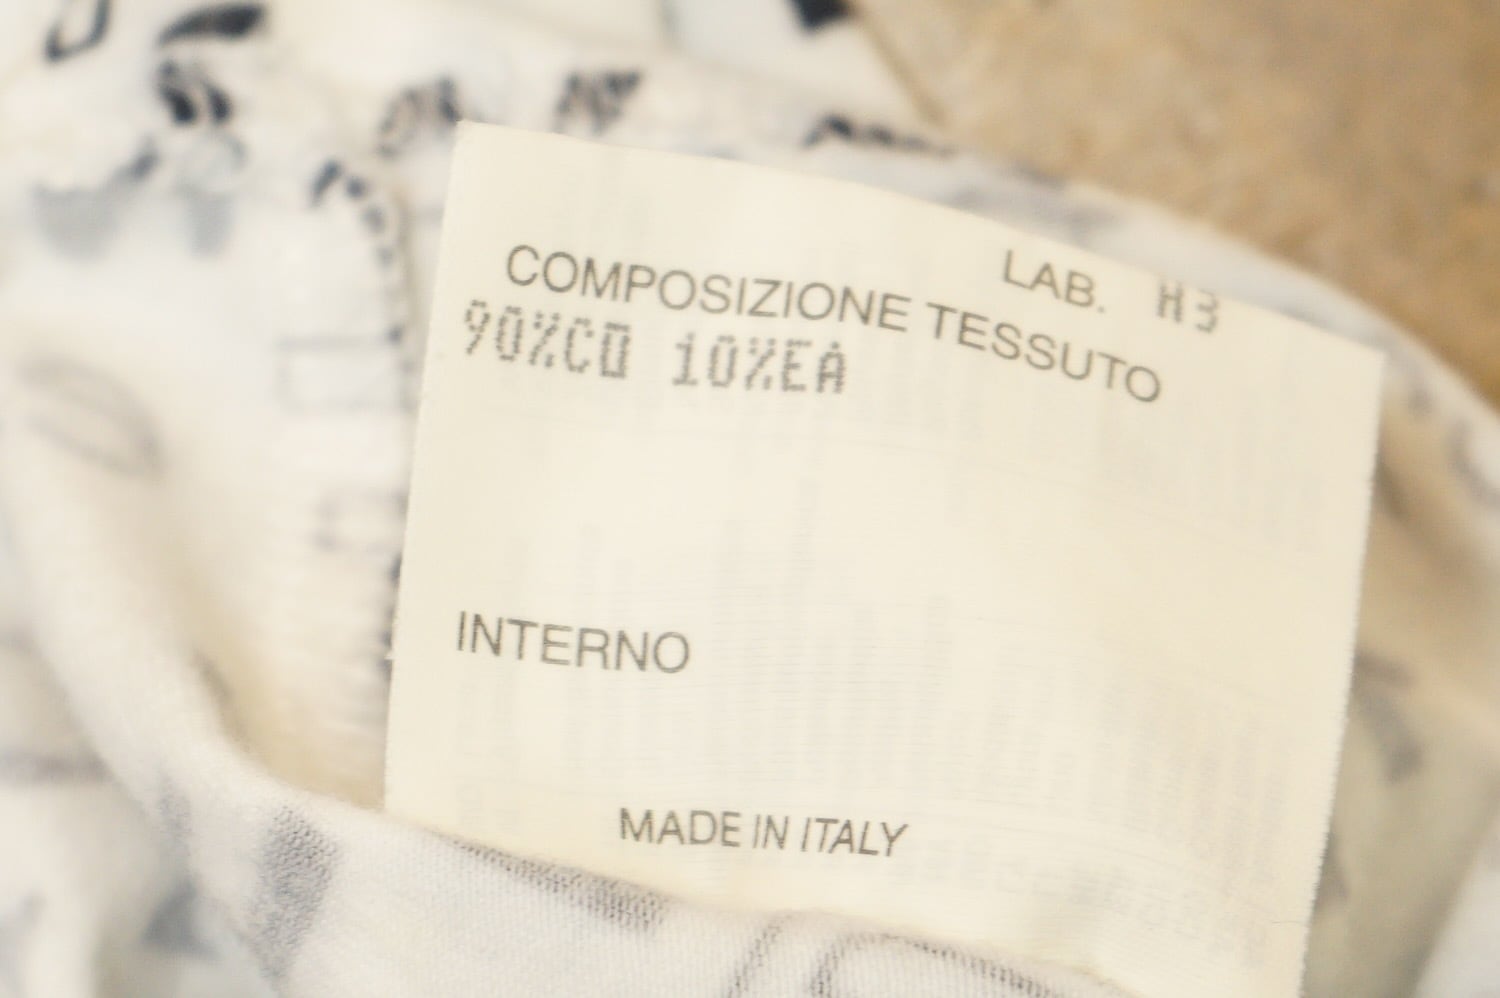 LAB. H3
COMPOSIZIONE TESSUTO
90%CO 10%EA
INTERNO
MADE IN ITALY